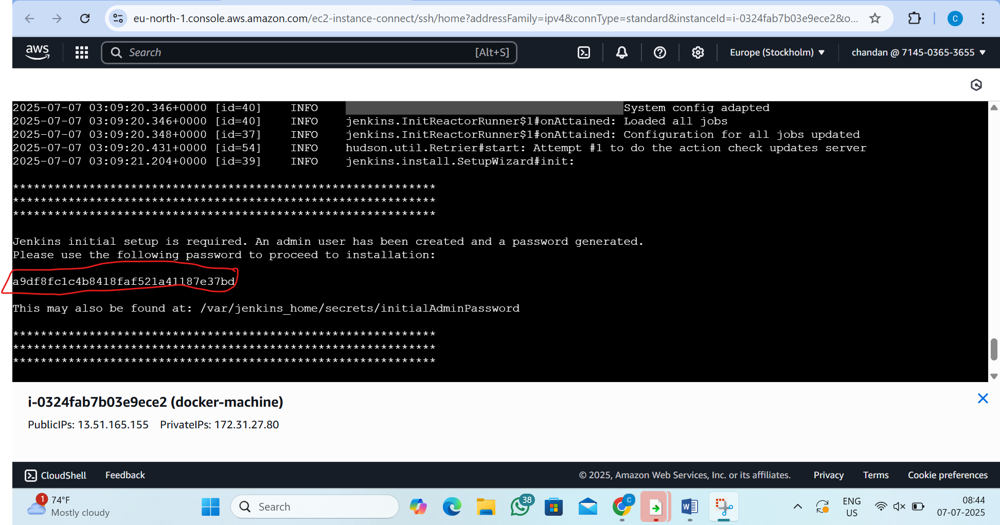 eu-north-1.console.aws.amazon.com/ec2-instance-connect/ssh/home?addressFamily=ipv4&connType=standard&instanceId=i-0324fab7b03e9ece2&o...
C
aws
Search
[Alt+S]
Europe (Stockholm)
chandan @ 7145-0365-3655
2025-07-07 03:09:20.346+0000 [id=40] INFO System config adapted
2025-07-07 03:09:20.346+0000 [id=40] INFO jenkins.InitReactorRunner$1#onAttained: Loaded all jobs
2025-07-07 03:09:20.348+0000 [id=37] INFO jenkins.InitReactorRunner$1#onAttained: Configuration for all jobs updated
2025-07-07 03:09:20.431+0000 [id=54] INFO hudson.util.Retrier#start: Attempt #1 to do the action check updates server
2025-07-07 03:09:21.204+0000 [id=39] INFO jenkins.install.SetupWizard#init:
*************************************************************
*************************************************************
*************************************************************
Jenkins initial setup is required. An admin user has been created and a password generated.
Please use the following password to proceed to installation:
a9df8fc1c4b8418faf521a41187e37bd
This may also be found at: /var/jenkins_home/secrets/initialAdminPassword
*************************************************************
*************************************************************
*************************************************************
i-0324fab7b03e9ece2 (docker-machine)
PublicIPs: 13.51.165.155 PrivateIPs: 172.31.27.80
CloudShell
Feedback
© 2025, Amazon Web Services, Inc. or its affiliates.
Privacy
Terms
Cookie preferences
1
74°F
Mostly cloudy
Search
38
C
W
ENG
US
08:44
07-07-2025